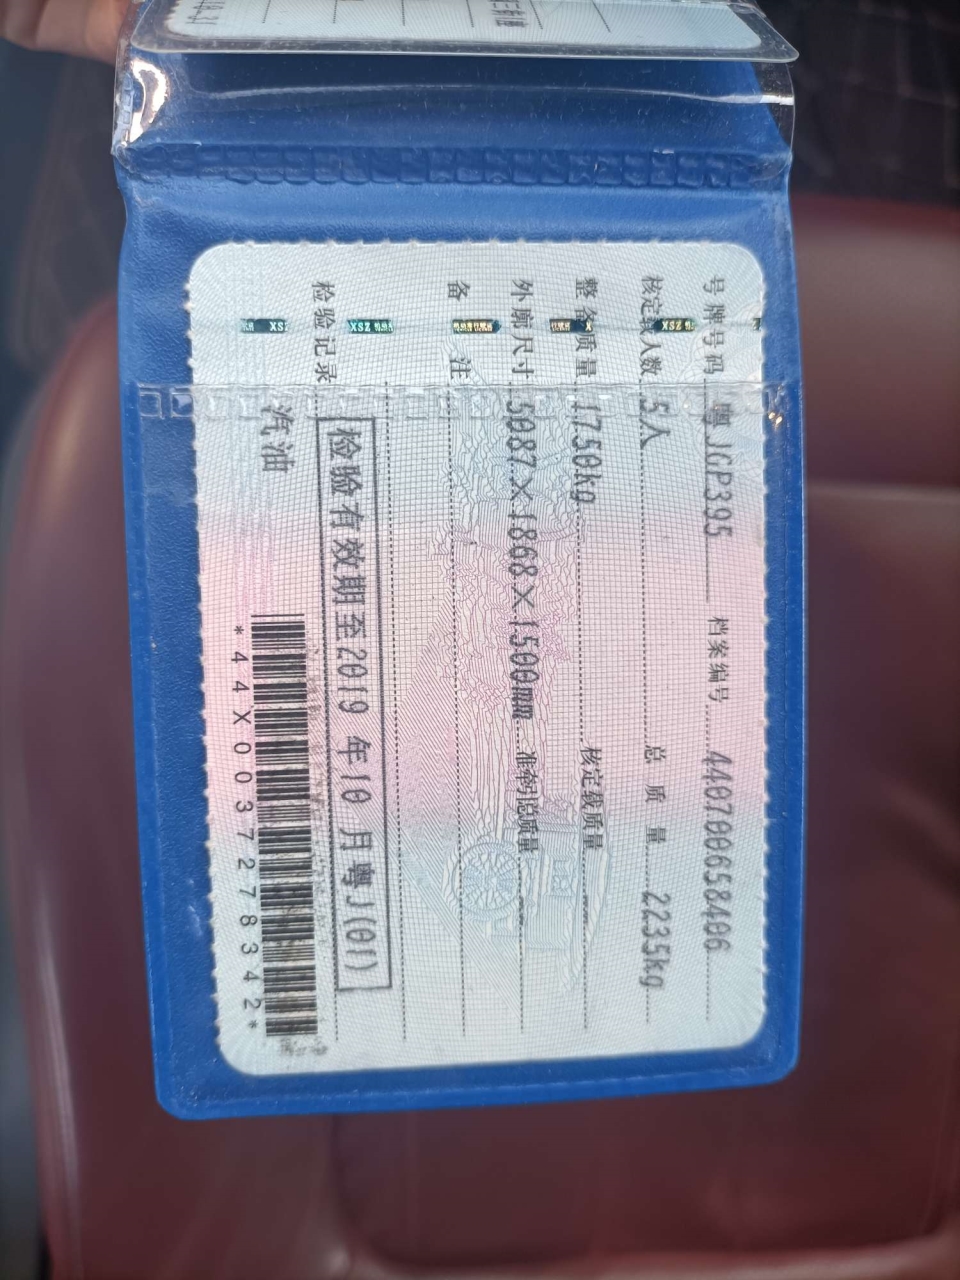 号牌号码 粤JGP395 档案编号 440700658406
核定载人数 5人 总质量 2235kg
整备质量 1750kg 核定载质量
外廓尺寸 5087×1868×1500mm 准牵引总质量
备注
检验有效期至2019年10月粤J(01)
检验记录
汽油
*44X0037278342*